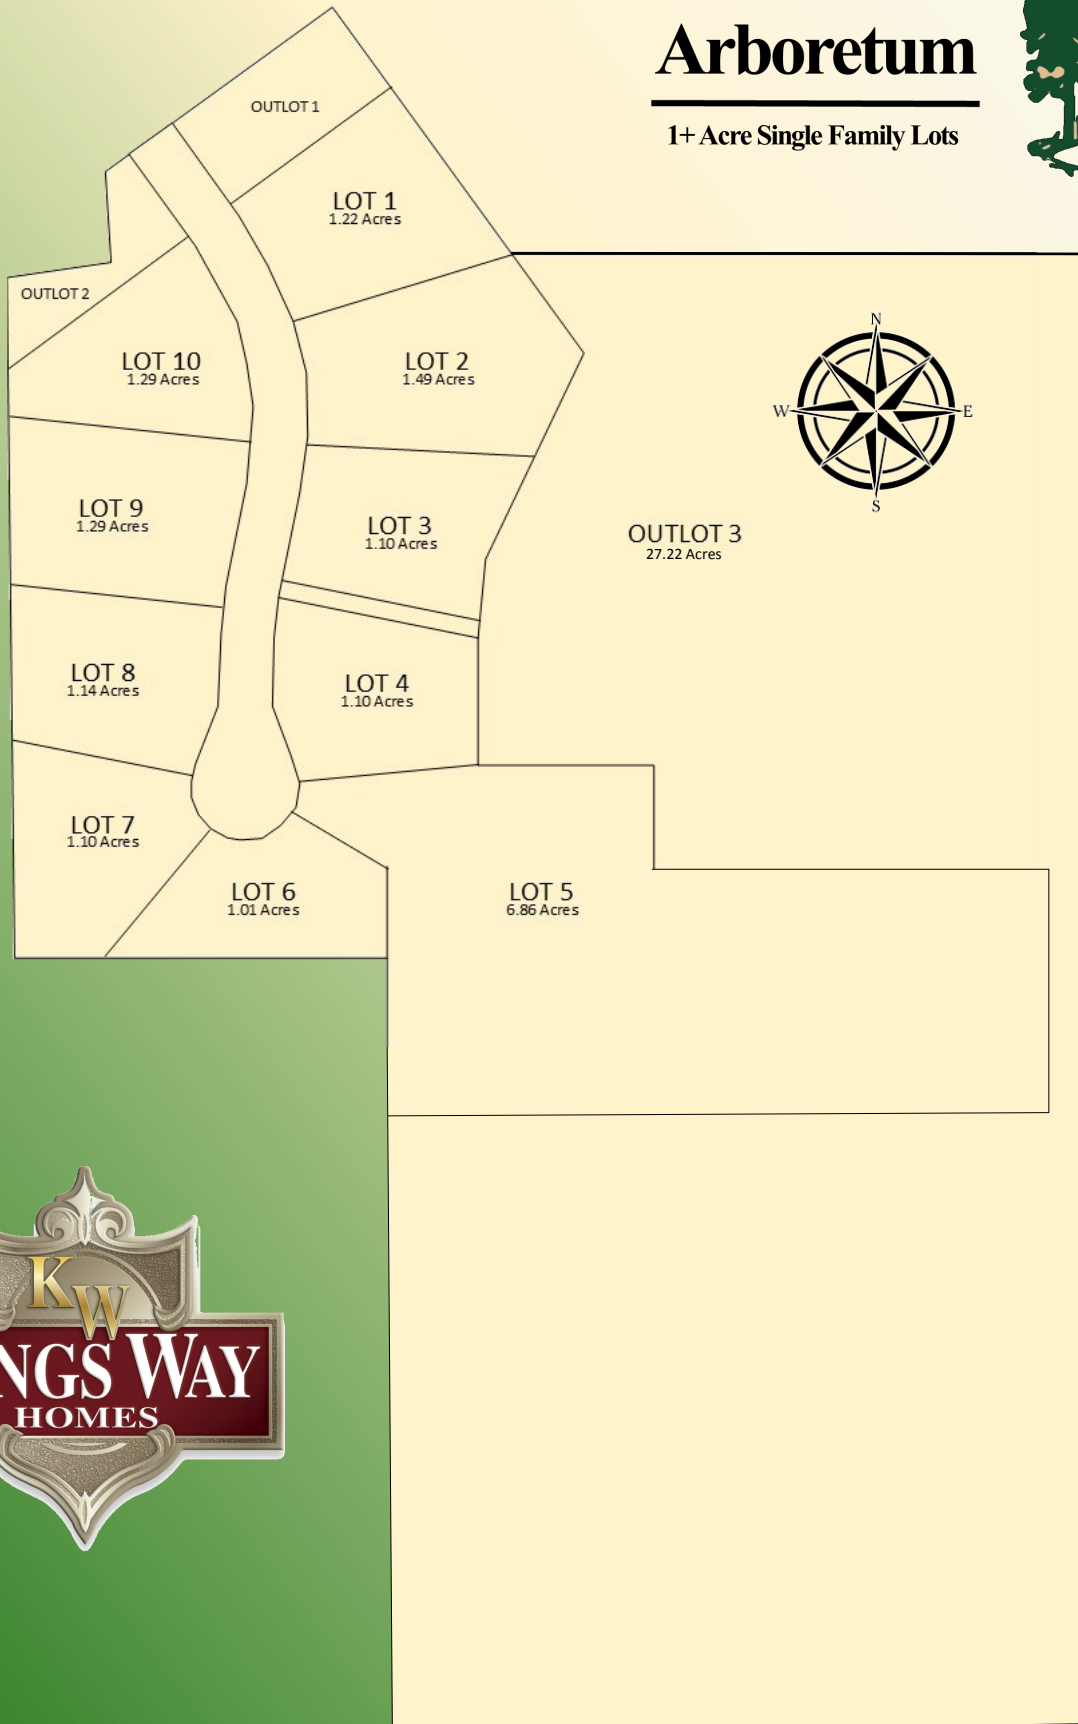 Arboretum
1+ Acre Single Family Lots
OUTLOT 1
LOT 1
1.22 Acres
OUTLOT 2
LOT 10
1.29 Acres
LOT 2
1.49 Acres
N
W
E
S
LOT 9
1.29 Acres
LOT 3
1.10 Acres
OUTLOT 3
27.22 Acres
LOT 8
1.14 Acres
LOT 4
1.10 Acres
LOT 7
1.10 Acres
LOT 6
1.01 Acres
LOT 5
6.86 Acres
KW
NGS WAY
HOMES